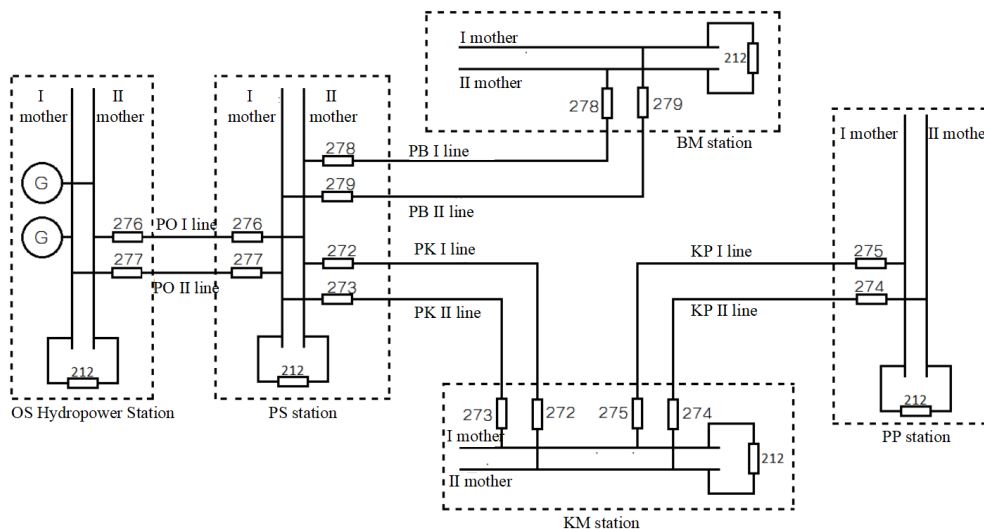 I mother
II mother
212
278
279
BM station
I
mother
II
mother
G
G
276
277
PO I line
PO II line
212
OS Hydropower Station
I
mother
II
mother
276
277
278
279
272
273
212
PS station
PB I line
PB II line
PK I line
PK II line
KP I line
KP II line
I mother
II mothe
275
274
212
PP station
273
272
275
274
I mother
II mother
212
KM station